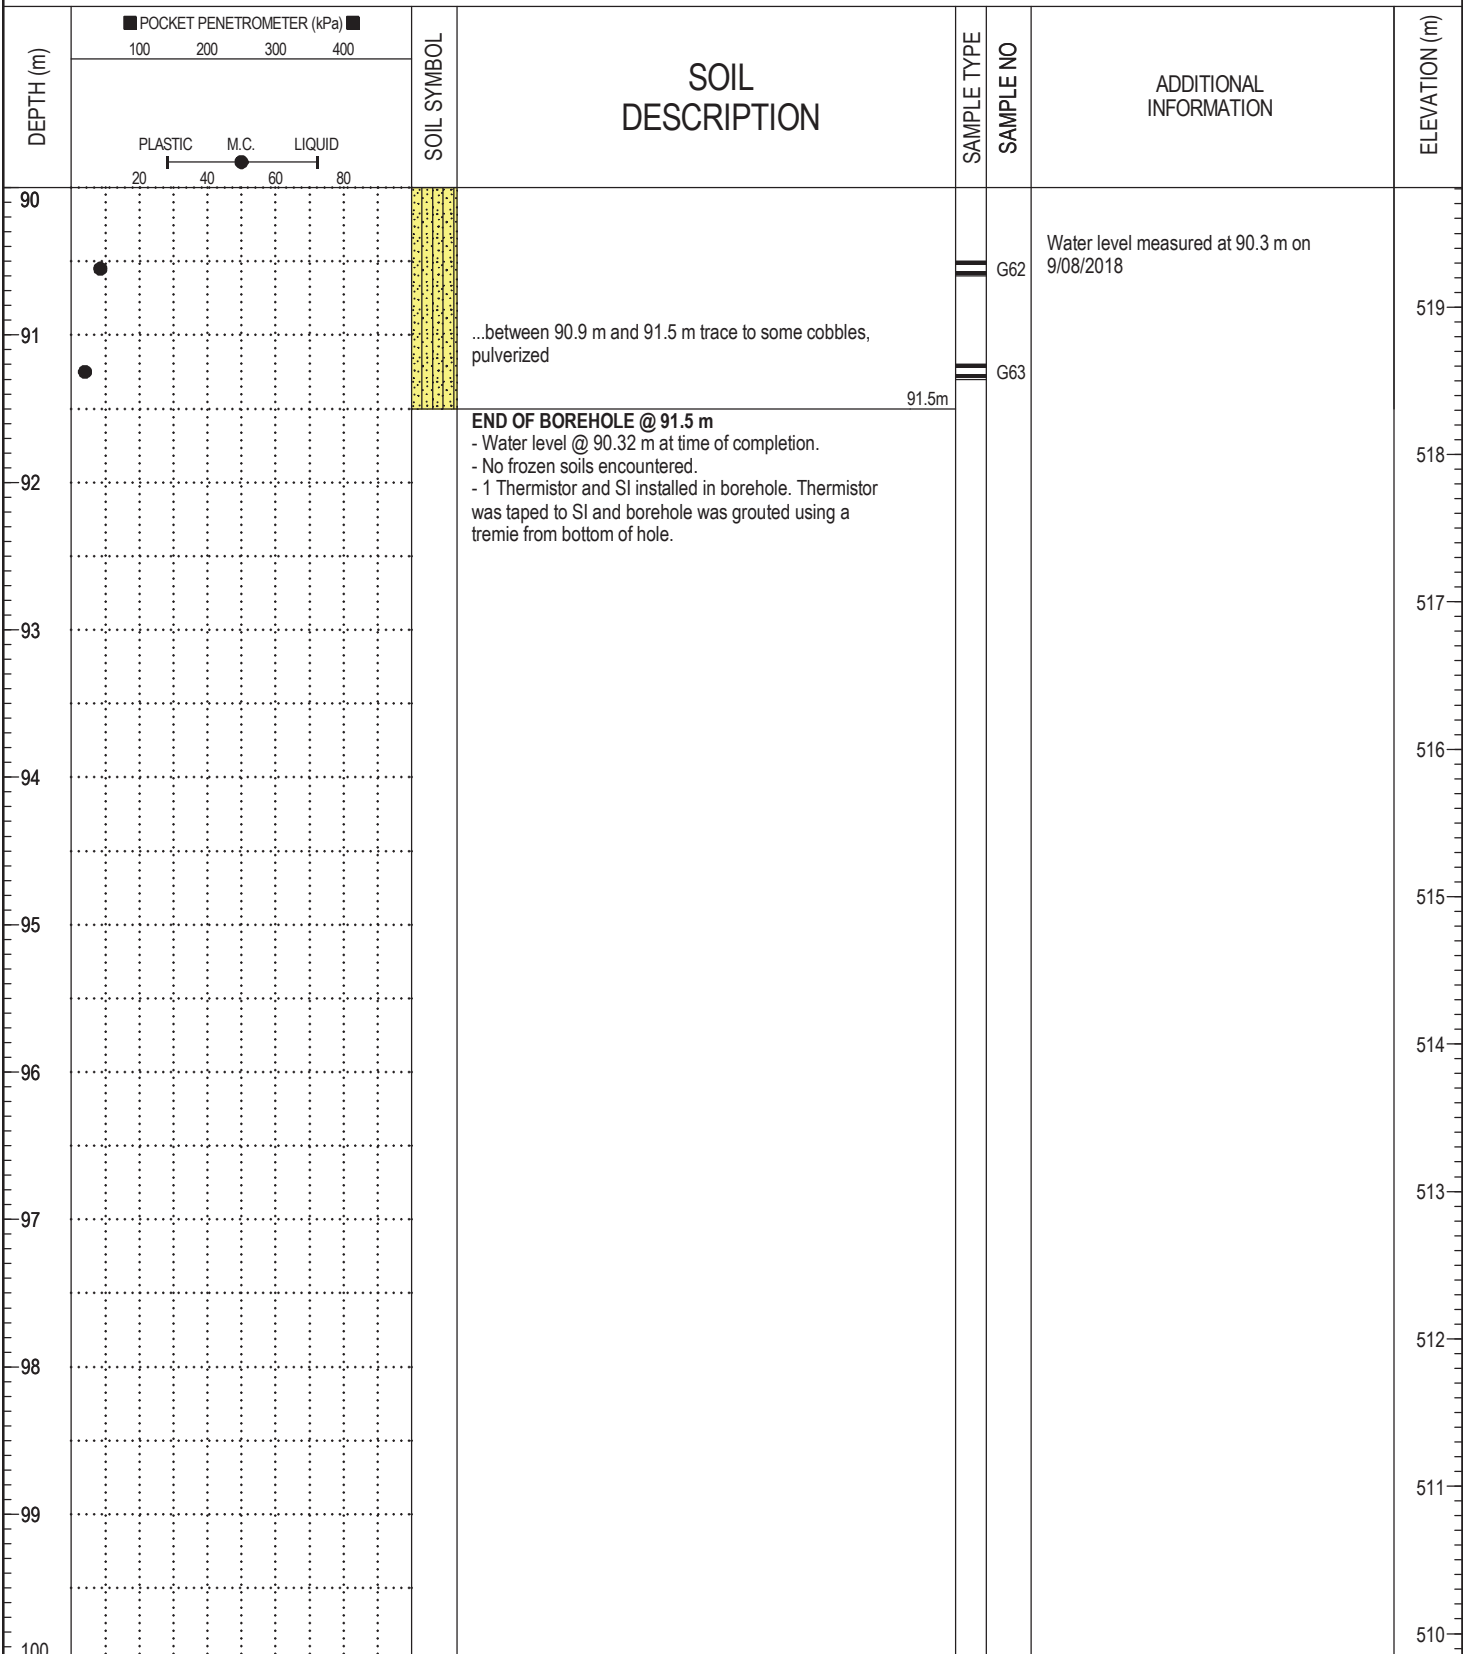 ■ POCKET PENETROMETER (kPa) ■
100 200 300 400
DEPTH (m)
PLASTIC M.C. LIQUID
20 40 60 80
SOIL SYMBOL
SOIL
DESCRIPTION
SAMPLE TYPE
SAMPLE NO
ADDITIONAL
INFORMATION
ELEVATION (m)
90
Water level measured at 90.3 m on
9/08/2018
G62
519
91
...between 90.9 m and 91.5 m trace to some cobbles,
pulverized
G63
91.5m
END OF BOREHOLE @ 91.5 m
- Water level @ 90.32 m at time of completion.
- No frozen soils encountered.
- 1 Thermistor and SI installed in borehole. Thermistor
was taped to SI and borehole was grouted using a
tremie from bottom of hole.
518
92
517
93
516
94
515
95
514
96
513
97
512
98
511
99
510
100